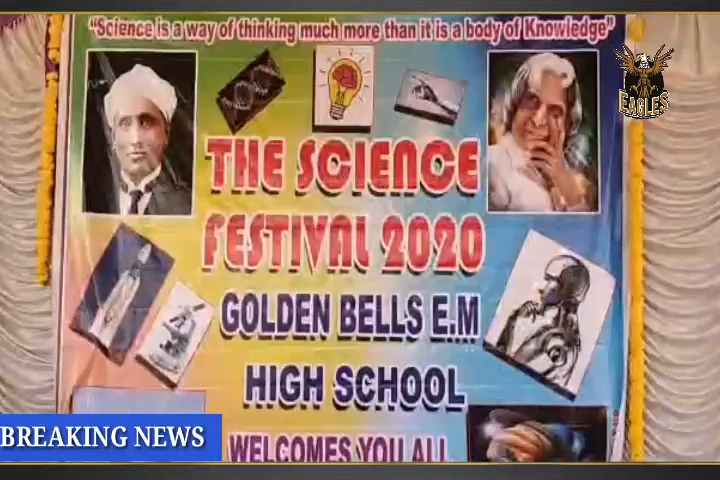 "Science is a way of thinking much more than it is a body of Knowledge"
EAGLES
THE SCIENCE
FESTIVAL 2020
GOLDEN BELLS E.M
HIGH SCHOOL
WELCOMES YOU ALL
BREAKING NEWS